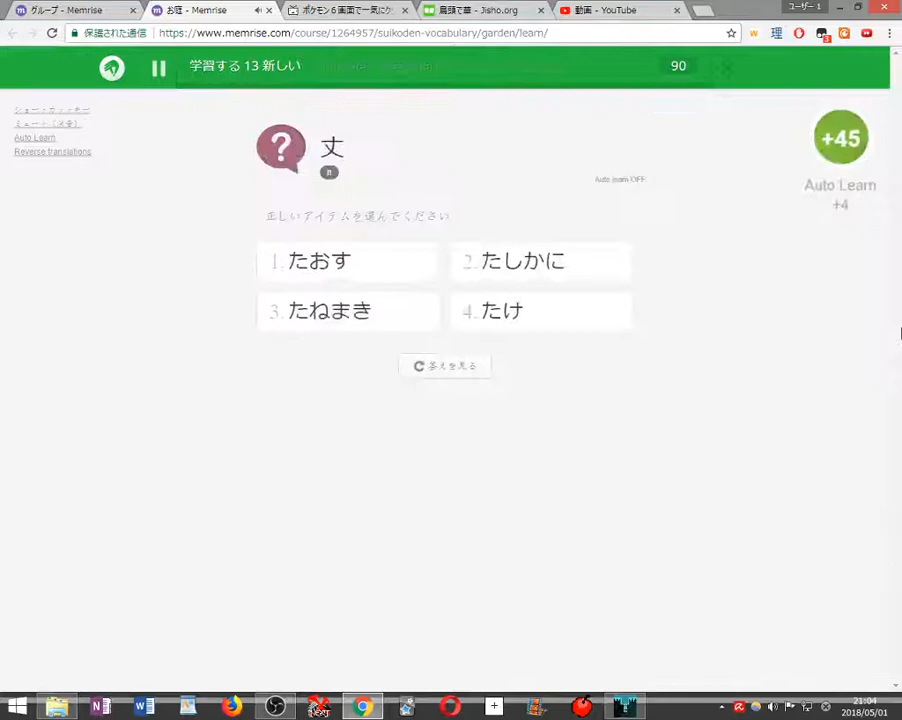 グループ - Memrise
お庭 - Memrise
ポケモン６画面で一気にケ
扇頭で華 - Jisho.org
動画 - YouTube
ユーザー 1
保護された通信
https://www.memrise.com/course/1264957/suikoden-vocabulary/garden/learn/
学習する 13 新しい
90
Auto Learn
Reverse translations
丈
n
Auto learn OFF
+45
Auto Learn
+4
正しいアイテムを選んでください
1. たおす
2. たしかに
3. たねまき
4. たけ
答えを見る
21:04
2018/05/01